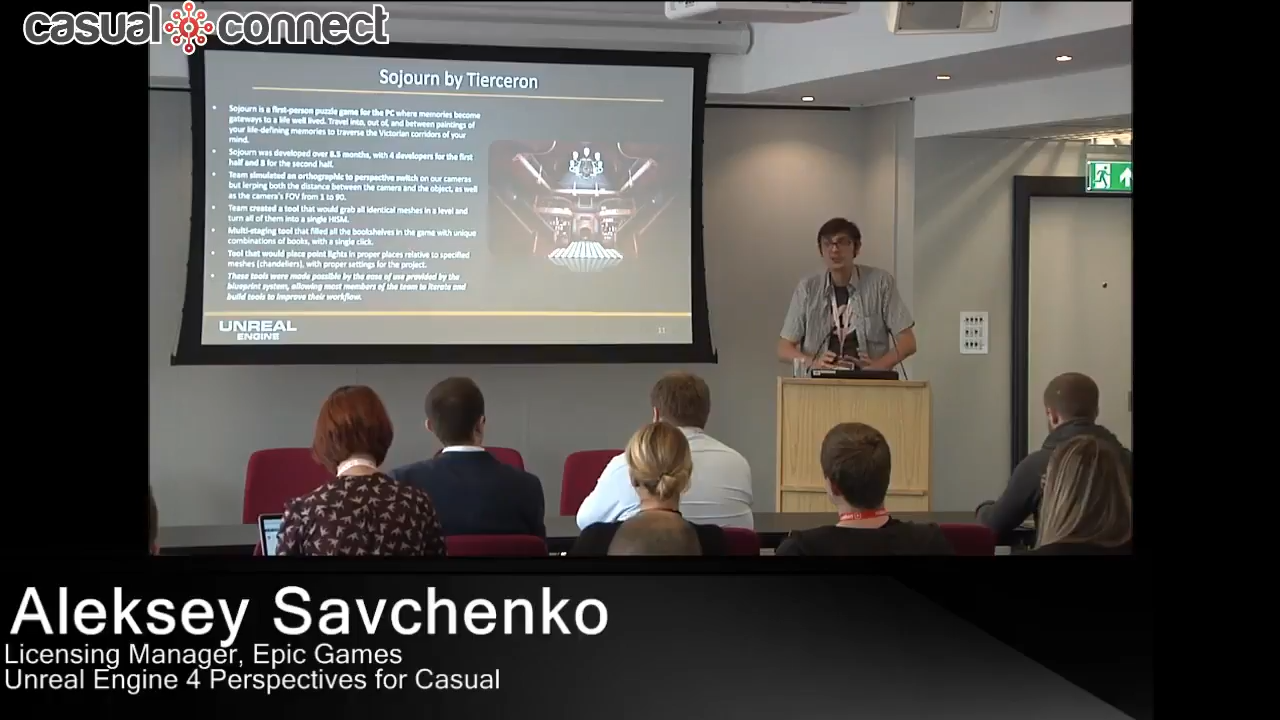 casual connect
Sojourn by Tierceron
Sojourn is a first-person puzzle game for the PC where memories become
gateways to a life well lived. Travel into, out of, and between paintings of
your life-defining memories to traverse the Victorian corridors of your
mind.
Sojourn was developed over 8.5 months, with 4 developers for the first
half and 8 for the second half.
Team simulated an orthographic to perspective switch on our cameras
but lerping both the distance between the camera and the object, as well
as the camera's FOV from 1 to 90.
Team created a tool that would grab all identical meshes in a level and
turn all of them into a single HISM.
Multi-staging tool that filled all the bookshelves in the game with unique
combinations of books, with a single click.
Tool that would place point lights in proper places relative to specified
meshes (chandeliers), with proper settings for the project.
These tools were made possible by the ease of use provided by the
blueprint system, allowing most members of the team to iterate and
build tools to improve their workflow.
UNREAL
ENGINE
11
Aleksey Savchenko
Licensing Manager, Epic Games
Unreal Engine 4 Perspectives for Casual